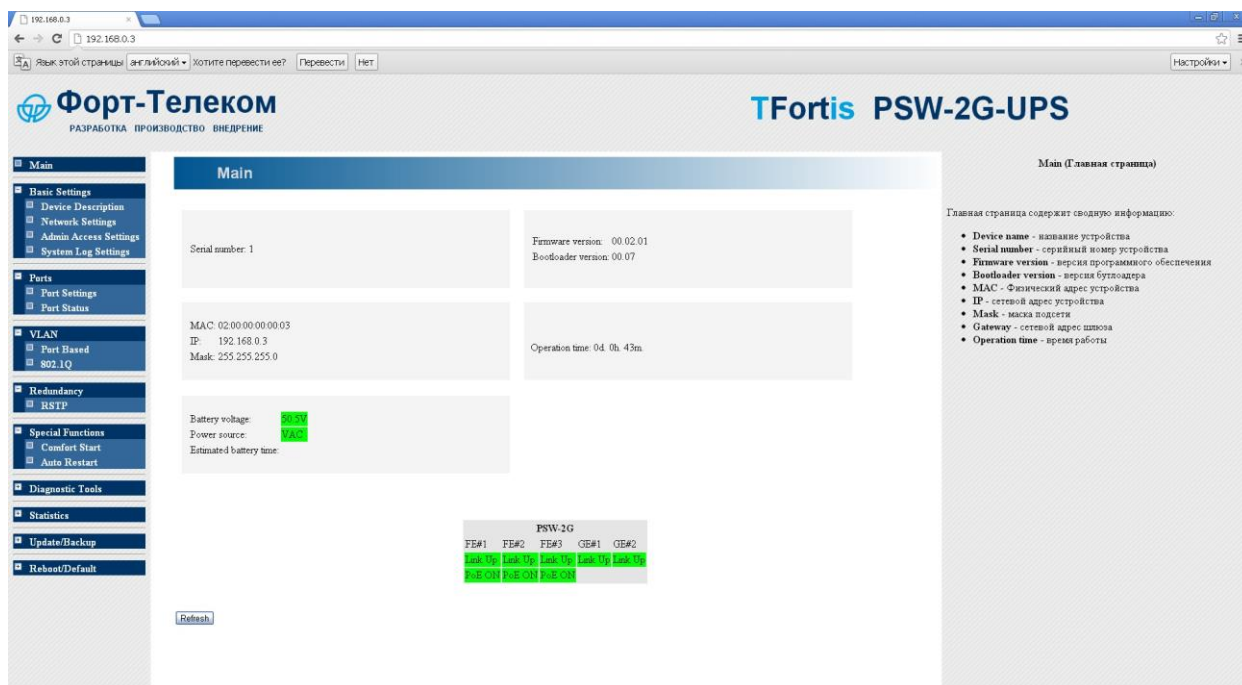 192.168.0.3
192.168.0.3
Язык этой страницы английский Хотите перевести ее? Перевести Нет Настройки
Форт-Телеком
РАЗРАБОТКА ПРОИЗВОДСТВО ВНЕДРЕНИЕ
TFortis PSW-2G-UPS
Main
Basic Settings
Device Description
Network Settings
Admin Access Settings
System Log Settings
Ports
Port Settings
Port Status
VLAN
Port Based
802.1Q
Redundancy
RSTP
Special Functions
Comfort Start
Auto Restart
Diagnostic Tools
Statistics
Update/Backup
Reboot/Default
Main
Serial number: 1
Firmware version: 00.02.01
Bootloader version: 00.07
MAC: 02:00:00:00:00:03
IP: 192.168.0.3
Mask: 255.255.255.0
Operation time: 0d. 0h. 43m.
Battery voltage: 50.5V
Power source: VAC
Estimated battery time:
PSW-2G
FE#1 FE#2 FE#3 GE#1 GE#2
Link Up Link Up Link Up Link Up Link Up
PoE ON PoE ON PoE ON
Refresh
Main (Главная страница)
Главная страница содержит сводную информацию:
Device name - название устройства
Serial number - серийный номер устройства
Firmware version - версия программного обеспечения
Bootloader version - версия бутлоадера
MAC - Физический адрес устройства
IP - сетевой адрес устройства
Mask - маска подсети
Gateway - сетевой адрес шлюза
Operation time - время работы